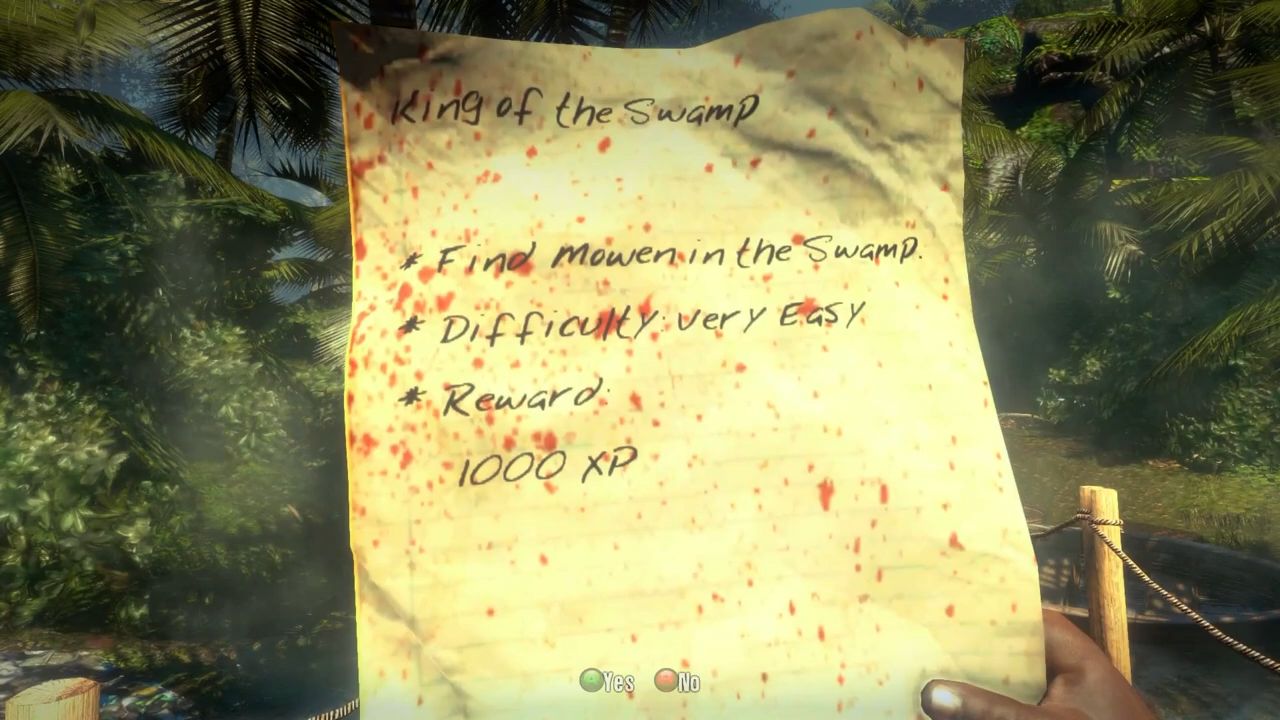 King of the Swamp
* Find Mowen in the Swamp.
* Difficulty: very Easy
* Reward:
1000 XP
Yes No